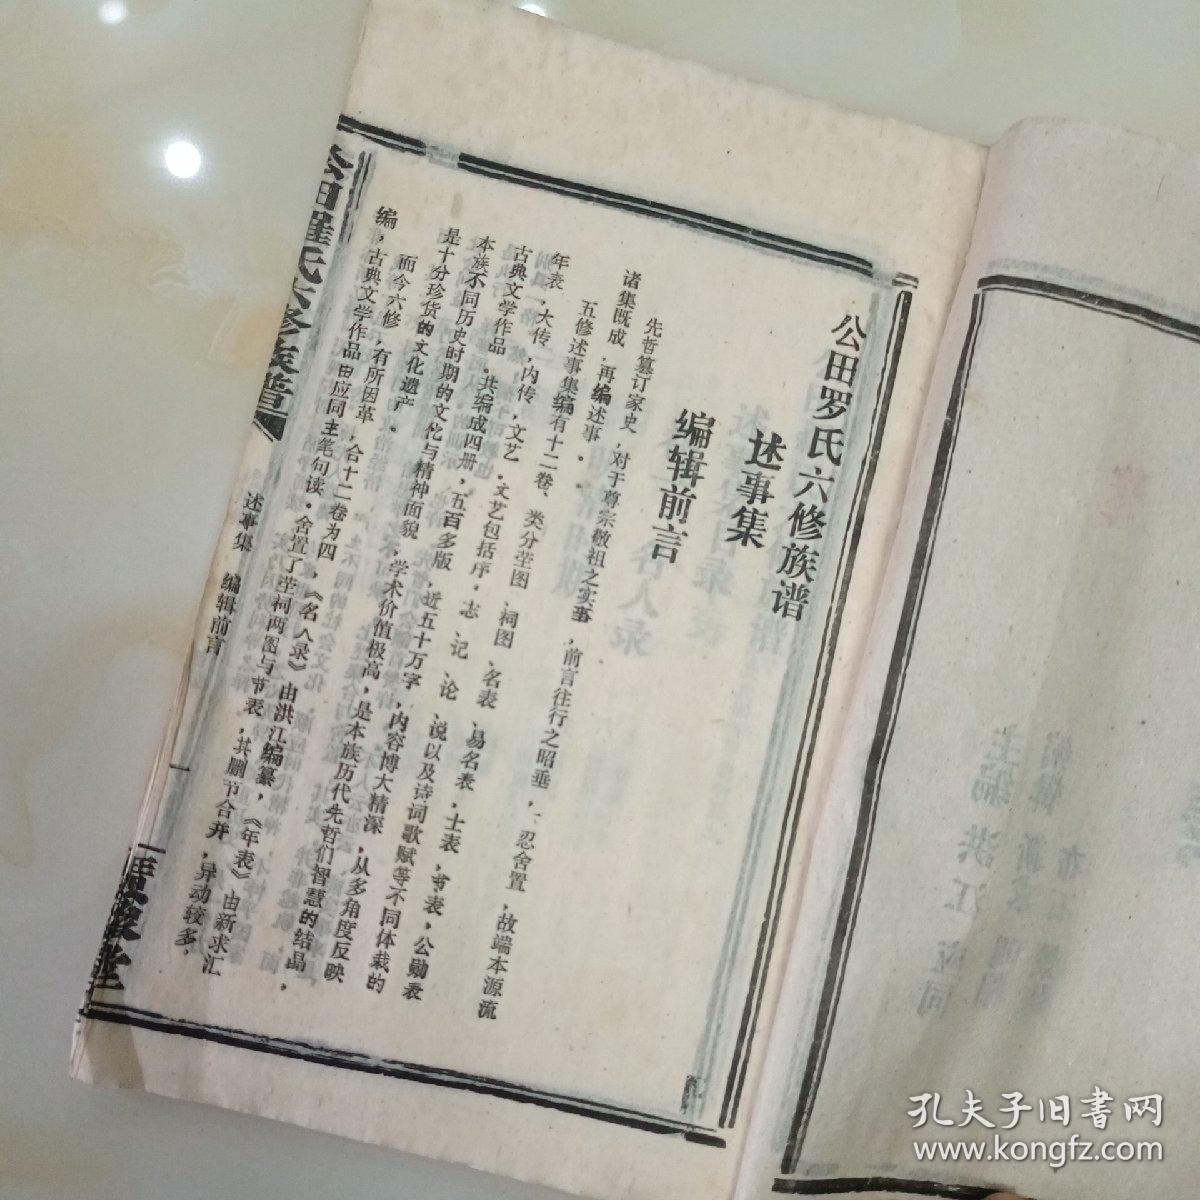 公田罗氏六修族谱
述事集
编辑前言
先哲纂订家史，对于尊宗敬祖之实事，前言往行之昭垂，忍舍置，故端本源流
诸集既成，再编述事。
五修述事集编有十二卷、类分茔图、祠图、名表、易名表，士表，节表，公勋表
年表、大传，内传，文艺、文艺包括序、志、记、论、说以及诗词歌赋等不同体栽的
古典文学作品。共编成四册，五百多版、近五十万字，内容博大精深，从多角度反映
本族不同历史时期的文化与精神面貌，学术价值极高，是本族历代先哲们智慧的结晶，
是十分珍货的文化遗产。
而今六修，有所因革，合十二卷为四，《名人录》由洪江编纂，《年表》由新求汇
编，古典文学作品由应同主笔句读。舍置了茔祠两图与节表，其删节合并，异动较多，
述事集 编辑前言 一
公田羅氏六修族譜
堂
孔夫子旧书网
www.kongfz.com